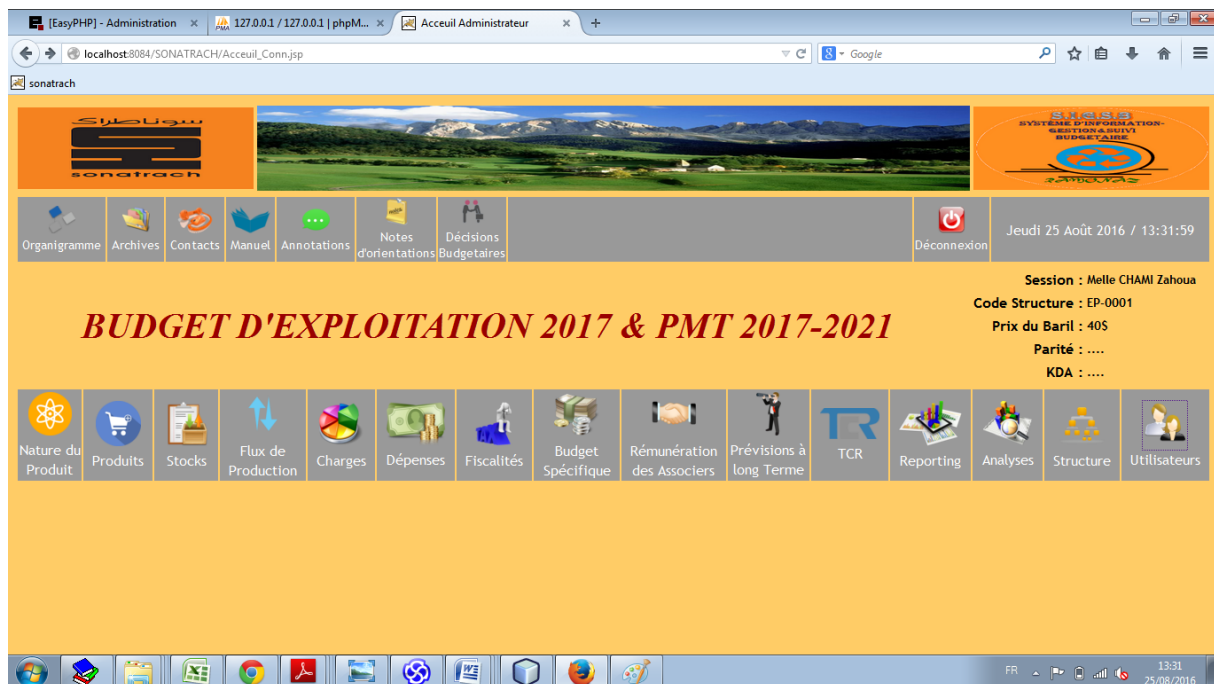 [EasyPHP] - Administration
127.0.0.1 / 127.0.0.1 | phpM...
Acceuil Administrateur
localhost:8084/SONATRACH/Acceuil_Conn.jsp
Google
sonatrach
سوناطراك
sonatrach
SYSTÈME D'INFORMATION-
GESTION & SUIVI
BUDGETAIRE
Organigramme
Archives
Contacts
Manuel
Annotations
Notes
d'orientations
Décisions
Budgetaires
Déconnexion
Jeudi 25 Août 2016 / 13:31:59
Session : Melle CHAMI Zahoua
Code Structure : EP-0001
Prix du Baril : 40$
Parité : ....
KDA : ....
BUDGET D'EXPLOITATION 2017 & PMT 2017-2021
Nature du
Produit
Produits
Stocks
Flux de
Production
Charges
Dépenses
Fiscalités
Budget
Spécifique
Rémunération
des Associers
Prévisions à
long Terme
TCR
TCR
Reporting
Analyses
Structure
Utilisateurs
FR
13:31
25/08/2016